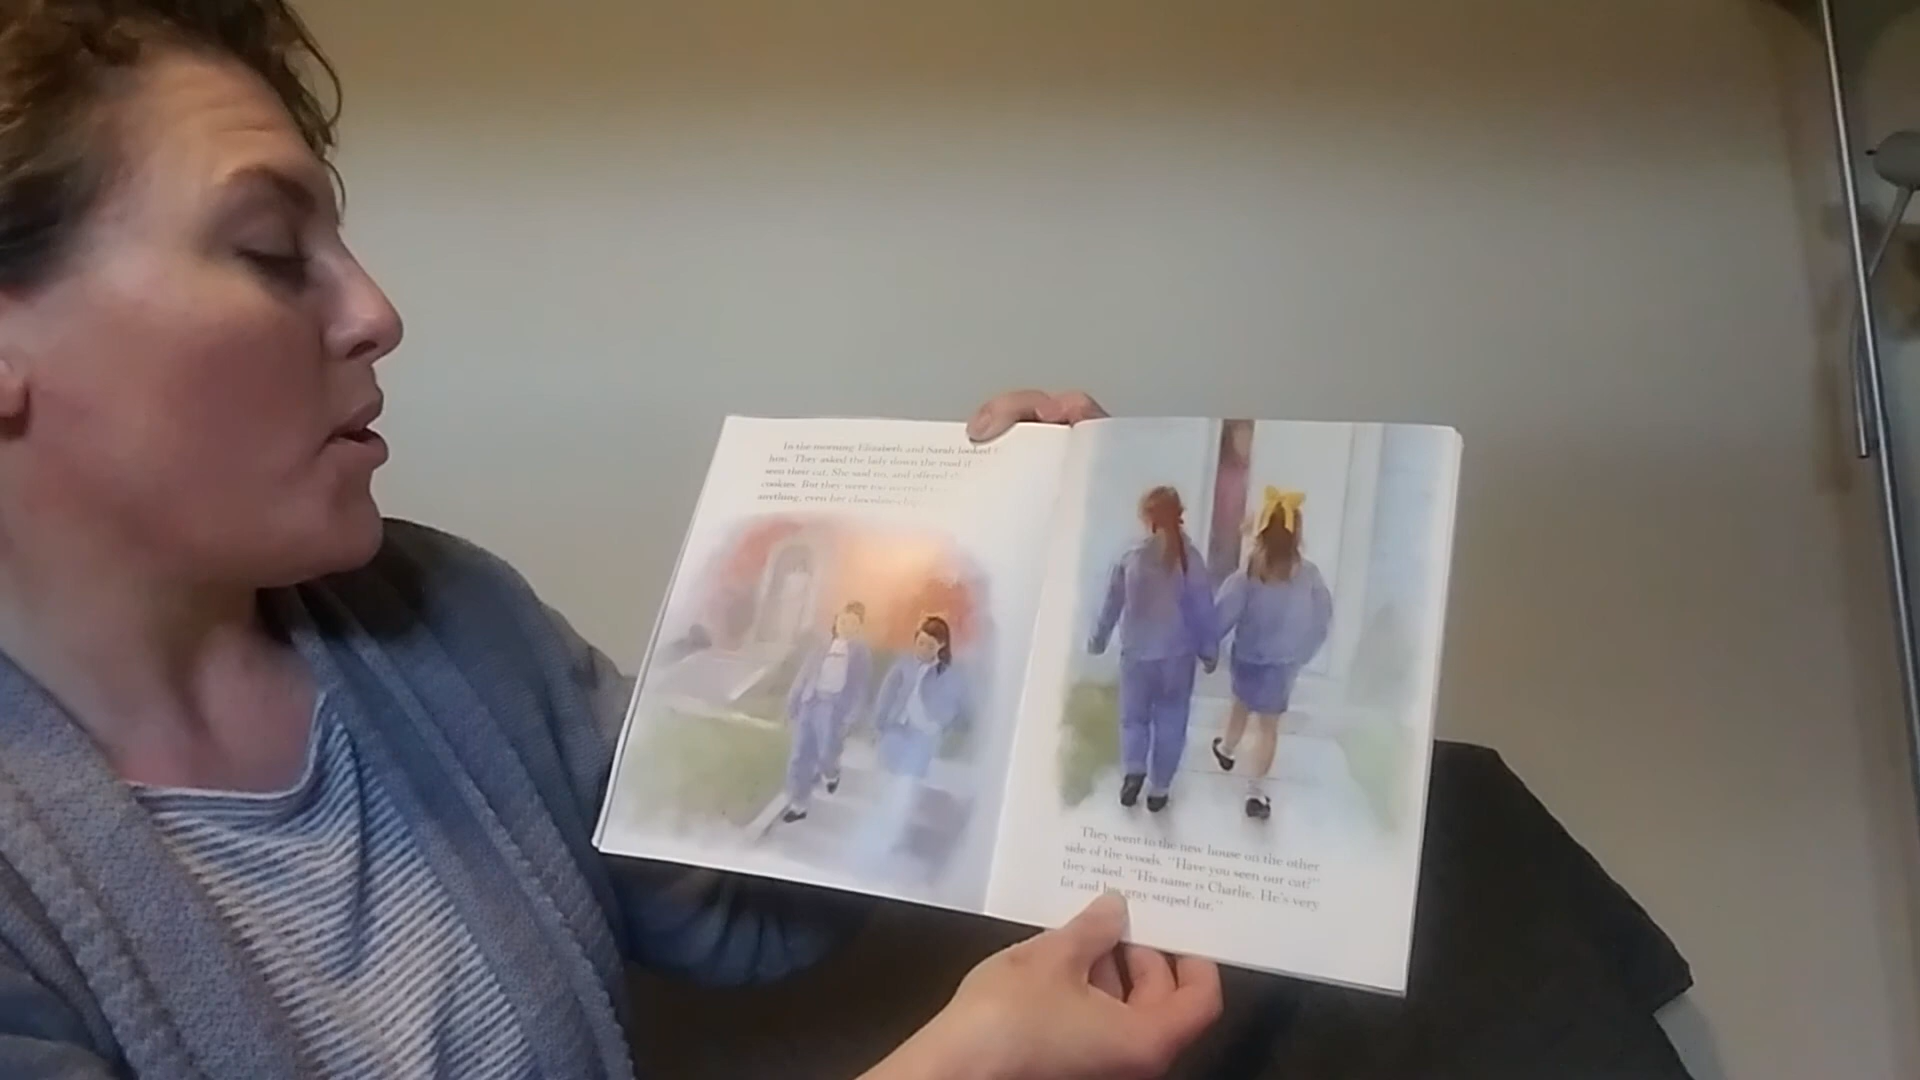 In the morning Elizabeth and Sarah looked
him. They asked the lady down the road if
seen their cat. She said no, and offered
cookies. But they were too worried to
anything, even her chocolate chip
They went to the new house on the other
side of the woods. "Have you seen our cat?"
they asked. "His name is Charlie. He's very
fat and has gray striped fur."